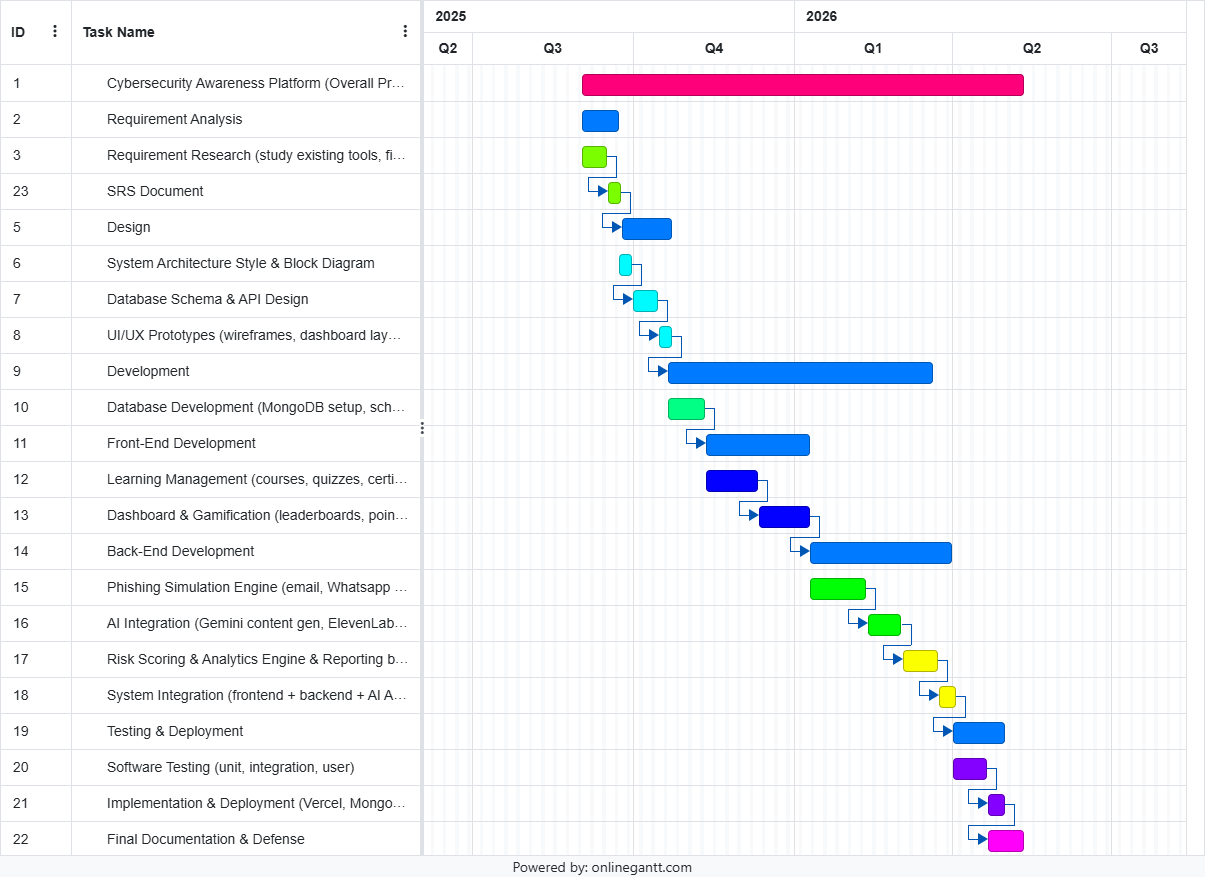 2025 2026
ID Task Name Q2 Q3 Q4 Q1 Q2 Q3
1 Cybersecurity Awareness Platform (Overall Pr...
2 Requirement Analysis
3 Requirement Research (study existing tools, fi...
23 SRS Document
5 Design
6 System Architecture Style & Block Diagram
7 Database Schema & API Design
8 UI/UX Prototypes (wireframes, dashboard lay...
9 Development
10 Database Development (MongoDB setup, sch...
11 Front-End Development
12 Learning Management (courses, quizzes, certi...
13 Dashboard & Gamification (leaderboards, poin...
14 Back-End Development
15 Phishing Simulation Engine (email, Whatsapp ...
16 AI Integration (Gemini content gen, ElevenLab...
17 Risk Scoring & Analytics Engine & Reporting b...
18 System Integration (frontend + backend + AI A...
19 Testing & Deployment
20 Software Testing (unit, integration, user)
21 Implementation & Deployment (Vercel, Mongo...
22 Final Documentation & Defense
Powered by: onlinegantt.com